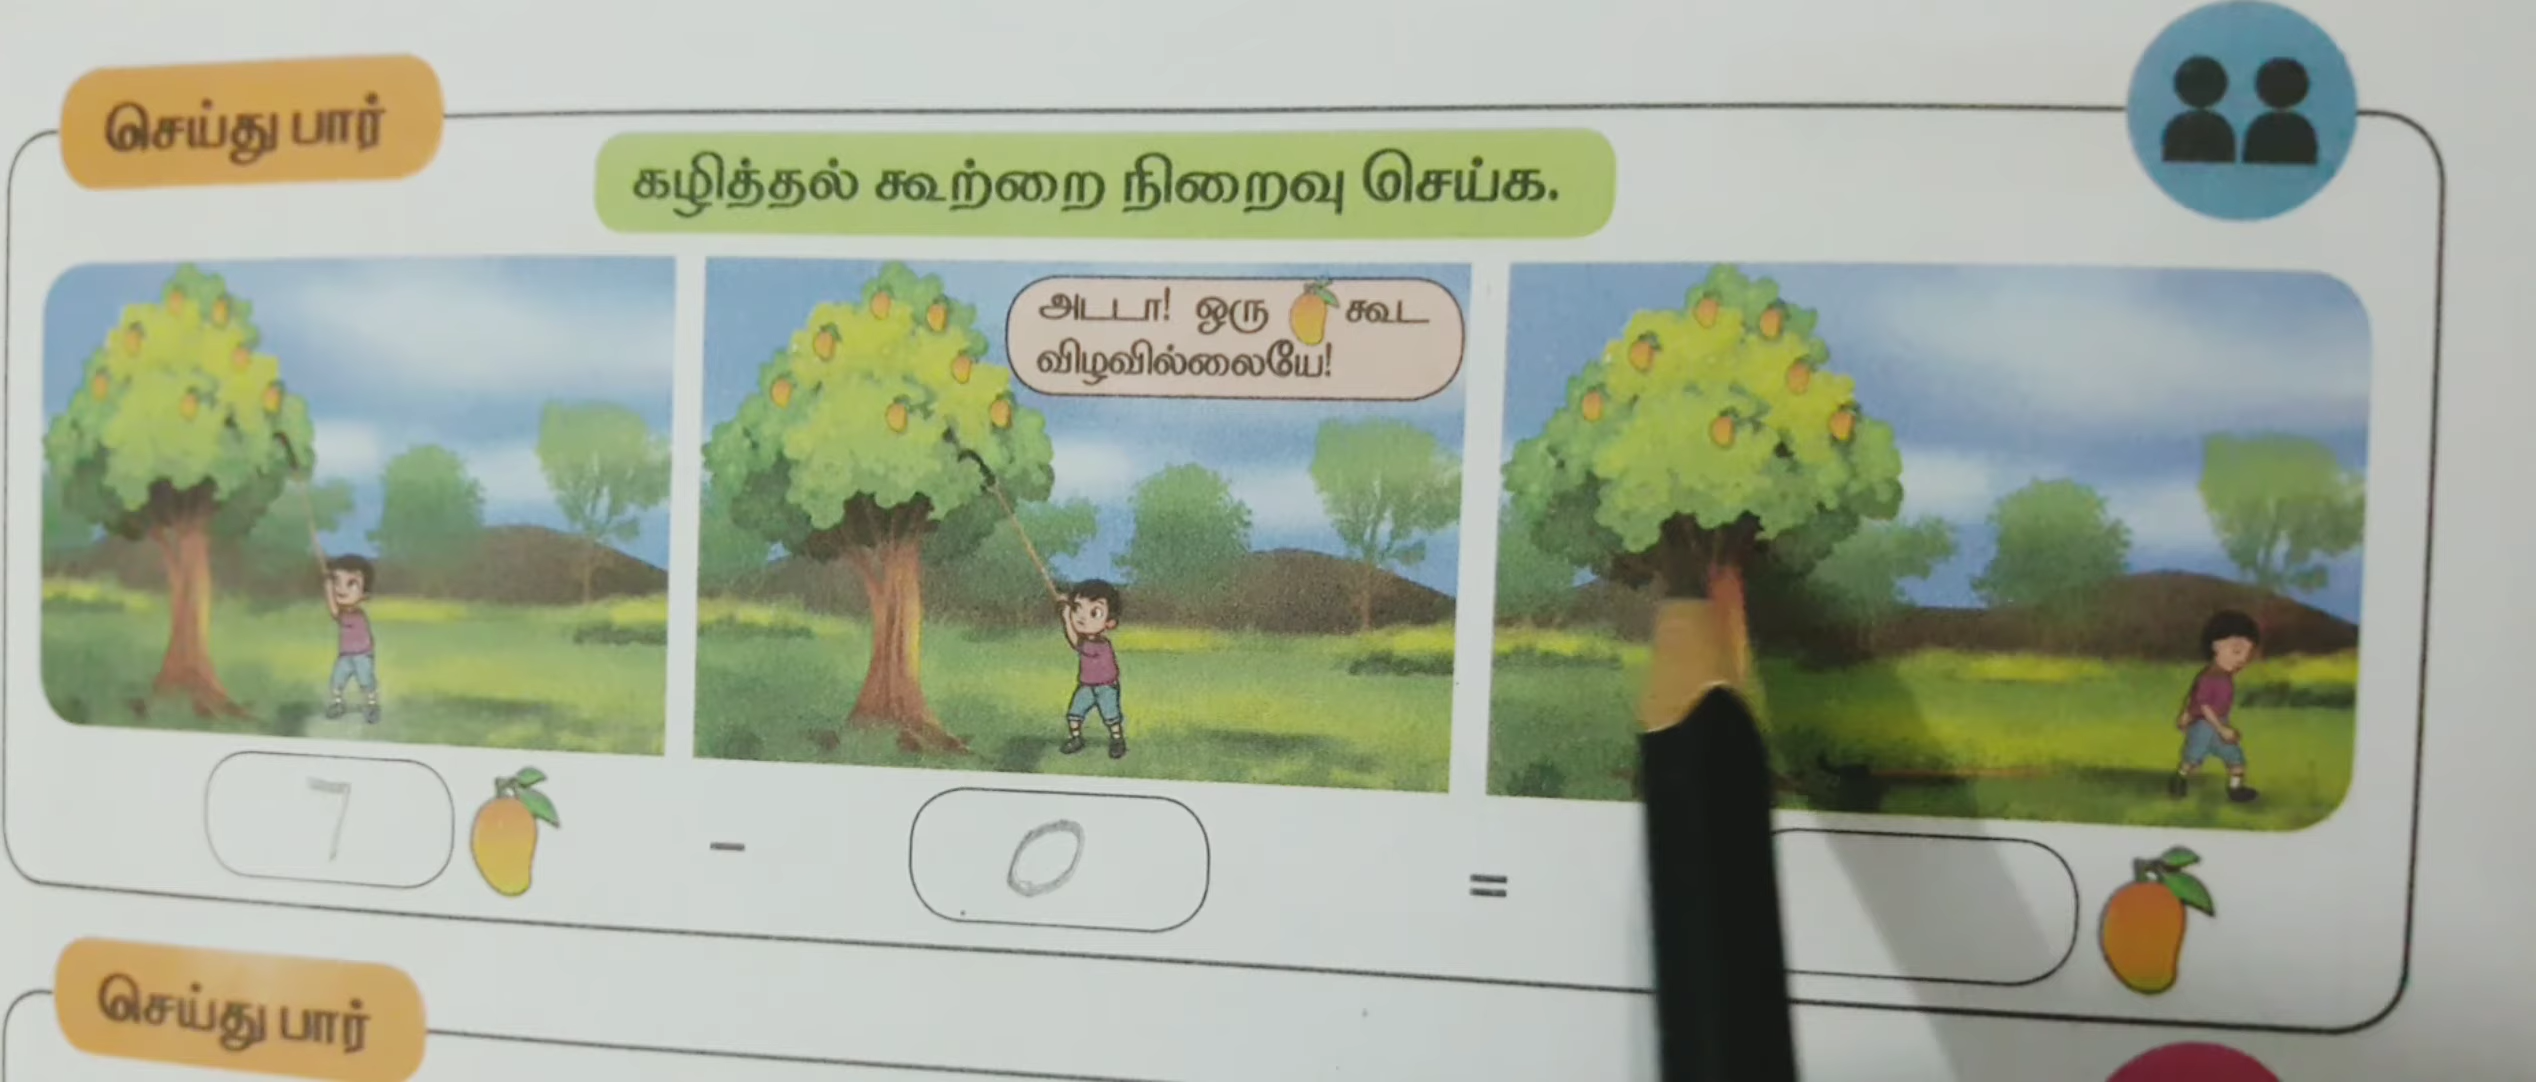 செய்து பார்
கழித்தல் கூற்றை நிறைவு செய்க.
அடடா! ஒரு கூட
விழவில்லையே!
7 - 0 =
செய்து பார்